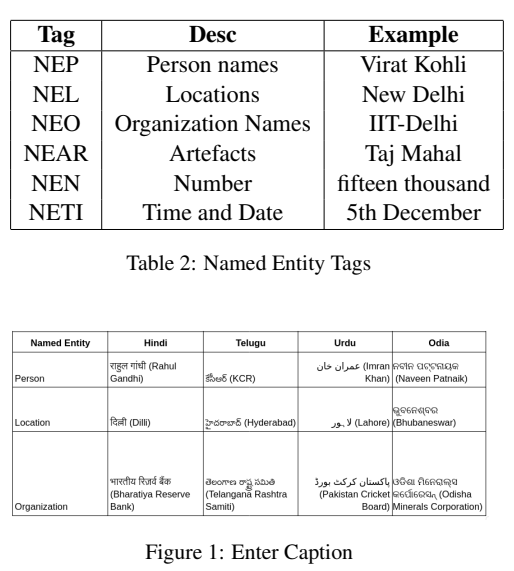 Tag Desc Example
NEP Person names Virat Kohli
NEL Locations New Delhi
NEO Organization Names IIT-Delhi
NEAR Artefacts Taj Mahal
NEN Number fifteen thousand
NETI Time and Date 5th December
Table 2: Named Entity Tags
Named Entity Hindi Telugu Urdu Odia
Person
राहुल गांधी (Rahul
Gandhi)
కేసీఆర్ (KCR)
عمران خان (Imran
Khan)
ନବୀନ ପଟ୍ଟନାୟକ
(Naveen Patnaik)
Location
दिल्ली (Dilli)
హైదరాబాద్ (Hyderabad)
لاہور (Lahore)
ଭୁବନେଶ୍ଵର
(Bhubaneswar)
Organization
भारतीय रिजर्व बैंक
(Bharatiya Reserve
Bank)
తెలంగాణ రాష్ట్ర సమితి
(Telangana Rashtra
Samiti)
پاکستان کرکٹ بورڈ
(Pakistan Cricket
Board)
ଓଡିଶା ମିନେରାଲ୍ସ
କର୍ପୋରେସନ୍ (Odisha
Minerals Corporation)
Figure 1: Enter Caption